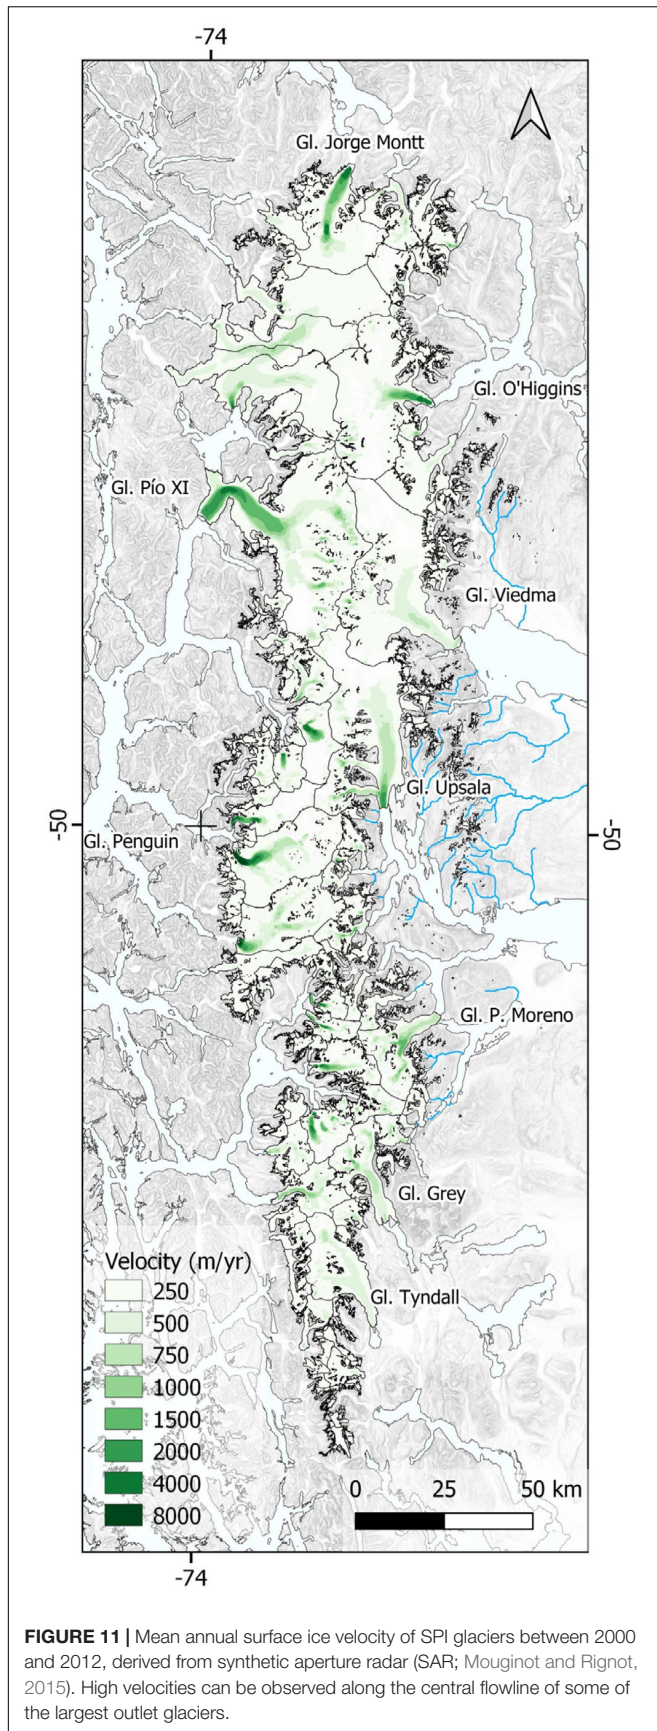 -74
Gl. Jorge Montt
Gl. O'Higgins
Gl. Pío XI
Gl. Viedma
Gl. Upsala
-50
-50
Gl. Penguin
Gl. P. Moreno
Gl. Grey
Velocity (m/yr)
250
Gl. Tyndall
500
750
1000
1500
2000
4000
8000
0 25 50 km
-74
FIGURE 11 | Mean annual surface ice velocity of SPI glaciers between 2000
and 2012, derived from synthetic aperture radar (SAR; Mouginot and Rignot,
2015). High velocities can be observed along the central flowline of some of
the largest outlet glaciers.